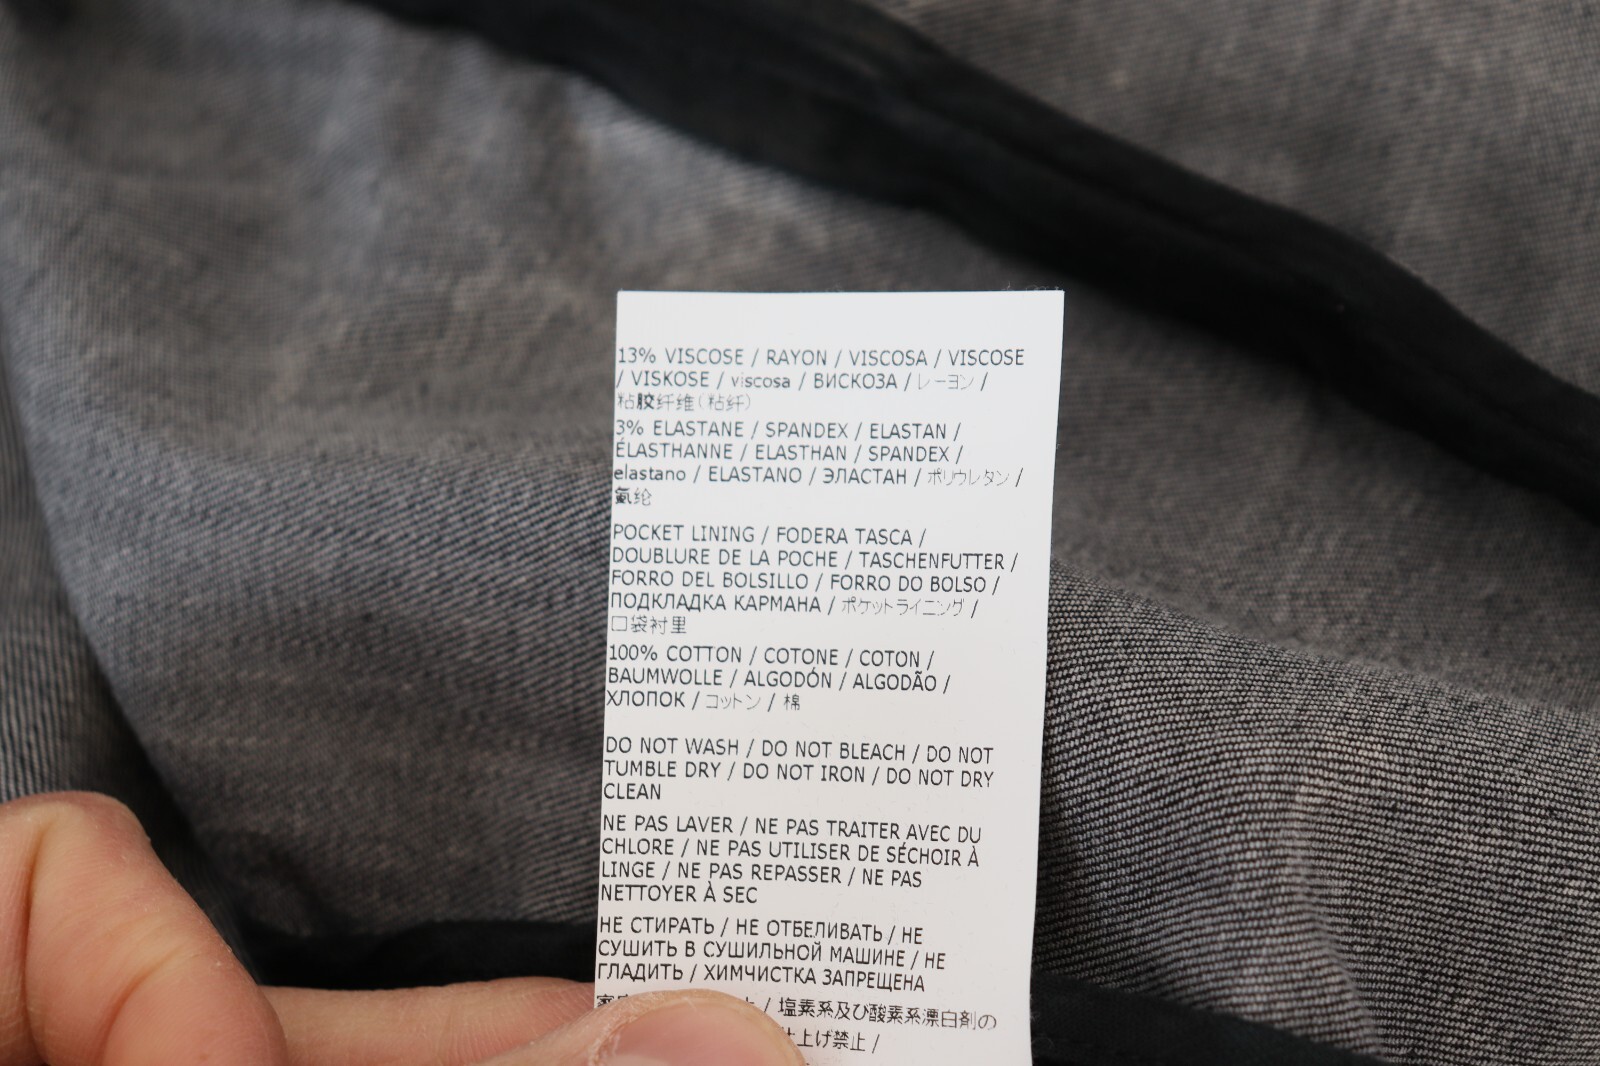 13% VISCOSE / RAYON / VISCOSA / VISCOSE
/ VISKOSE / viscosa / ВИСКОЗА / レーヨン /
粘胶纤维(粘纤)
3% ELASTANE / SPANDEX / ELASTAN /
ÉLASTHANNE / ELASTHAN / SPANDEX /
elastano / ELASTANO / ЭЛАСТАН / ポリウレタン /
氨纶
POCKET LINING / FODERA TASCA /
DOUBLURE DE LA POCHE / TASCHENFUTTER /
FORRO DEL BOLSILLO / FORRO DO BOLSO /
ПОДКЛАДКА КАРМАНА / ポケットライニング /
口袋衬里
100% COTTON / COTONE / COTON /
BAUMWOLLE / ALGODÓN / ALGODÃO /
ХЛОПОК / コットン / 棉
DO NOT WASH / DO NOT BLEACH / DO NOT
TUMBLE DRY / DO NOT IRON / DO NOT DRY
CLEAN
NE PAS LAVER / NE PAS TRAITER AVEC DU
CHLORE / NE PAS UTILISER DE SÉCHOIR À
LINGE / NE PAS REPASSER / NE PAS
NETTOYER À SEC
НЕ СТИРАТЬ / НЕ ОТБЕЛИВАТЬ / НЕ
СУШИТЬ В СУШИЛЬНОЙ МАШИНЕ / НЕ
ГЛАДИТЬ / ХИМЧИСТКА ЗАПРЕЩЕНА
/ 塩素系及び酸素系漂白剤の
上げ禁止 /